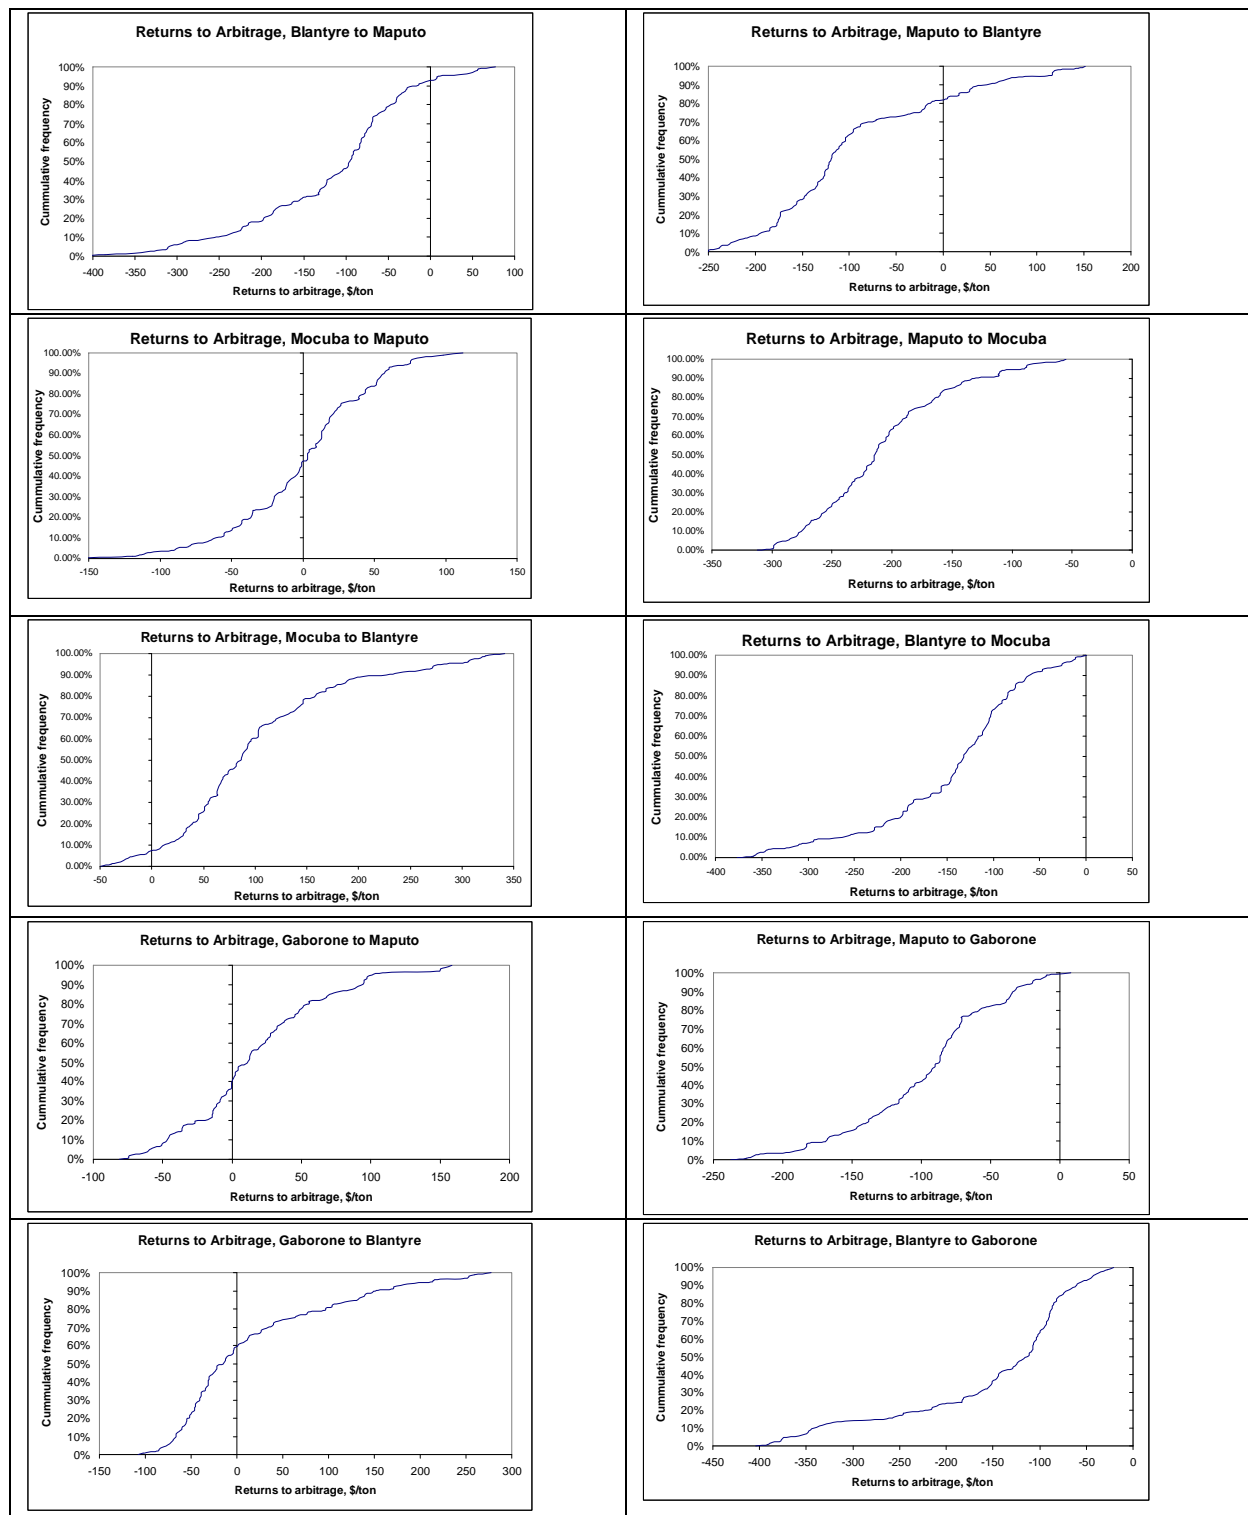 Returns to Arbitrage, Blantyre to Maputo
Cummulative frequency
100%
90%
80%
70%
60%
50%
40%
30%
20%
10%
0%
-400 -350 -300 -250 -200 -150 -100 -50 0 50 100
Returns to arbitrage, $/ton
Returns to Arbitrage, Maputo to Blantyre
Cummulative frequency
100%
90%
80%
70%
60%
50%
40%
30%
20%
10%
0%
-250 -200 -150 -100 -50 0 50 100 150 200
Returns to arbitrage, $/ton
Returns to Arbitrage, Mocuba to Maputo
Cummulative frequency
100.00%
90.00%
80.00%
70.00%
60.00%
50.00%
40.00%
30.00%
20.00%
10.00%
0.00%
-150 -100 -50 0 50 100 150
Returns to arbitrage, $/ton
Returns to Arbitrage, Maputo to Mocuba
Cummulative frequency
100.00%
90.00%
80.00%
70.00%
60.00%
50.00%
40.00%
30.00%
20.00%
10.00%
0.00%
-350 -300 -250 -200 -150 -100 -50 0
Returns to arbitrage, $/ton
Returns to Arbitrage, Mocuba to Blantyre
Cummulative frequency
100.00%
90.00%
80.00%
70.00%
60.00%
50.00%
40.00%
30.00%
20.00%
10.00%
0.00%
-50 0 50 100 150 200 250 300 350
Returns to arbitrage, $/ton
Returns to Arbitrage, Blantyre to Mocuba
Cummulative frequency
100.00%
90.00%
80.00%
70.00%
60.00%
50.00%
40.00%
30.00%
20.00%
10.00%
0.00%
-400 -350 -300 -250 -200 -150 -100 -50 0 50
Returns to arbitrage, $/ton
Returns to Arbitrage, Gaborone to Maputo
Cummulative frequency
100%
90%
80%
70%
60%
50%
40%
30%
20%
10%
0%
-100 -50 0 50 100 150 200
Returns to arbitrage, $/ton
Returns to Arbitrage, Maputo to Gaborone
Cummulative frequency
100%
90%
80%
70%
60%
50%
40%
30%
20%
10%
0%
-250 -200 -150 -100 -50 0 50
Returns to arbitrage, $/ton
Returns to Arbitrage, Gaborone to Blantyre
Cummulative frequency
100%
90%
80%
70%
60%
50%
40%
30%
20%
10%
0%
-150 -100 -50 0 50 100 150 200 250 300
Returns to arbitrage, $/ton
Returns to Arbitrage, Blantyre to Gaborone
Cummulative frequency
100%
90%
80%
70%
60%
50%
40%
30%
20%
10%
0%
-450 -400 -350 -300 -250 -200 -150 -100 -50 0
Returns to arbitrage, $/ton